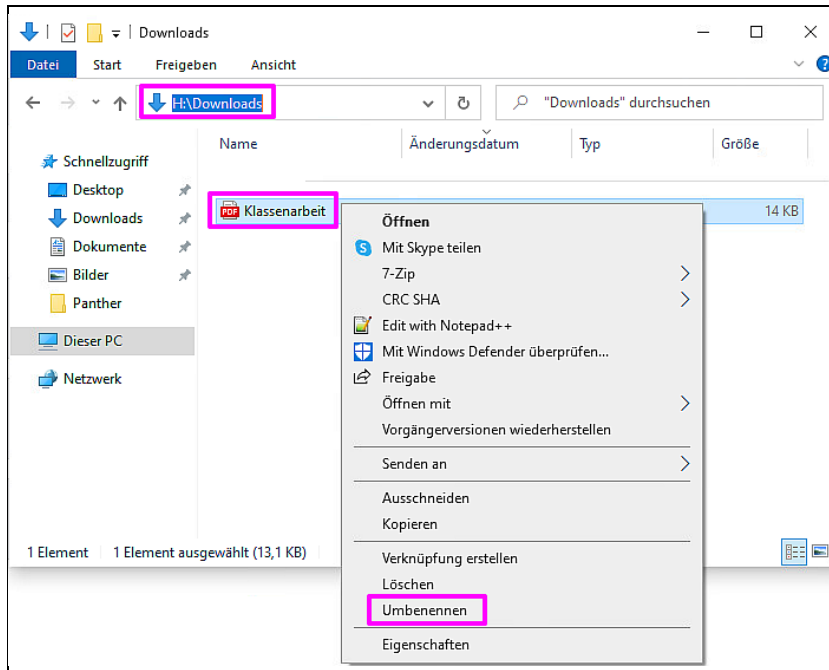 Downloads
Datei Start Freigeben Ansicht
H:\Downloads "Downloads" durchsuchen
Name Änderungsdatum Typ Größe
Schnellzugriff
Desktop
Downloads
Dokumente
Bilder
Panther
Dieser PC
Netzwerk
PDF Klassenarbeit 14 KB
Öffnen
Mit Skype teilen
7-Zip
CRC SHA
Edit with Notepad++
Mit Windows Defender überprüfen...
Freigabe
Öffnen mit
Vorgängerversionen wiederherstellen
Senden an
Ausschneiden
Kopieren
Verknüpfung erstellen
Löschen
Umbenennen
Eigenschaften
1 Element 1 Element ausgewählt (13,1 KB)